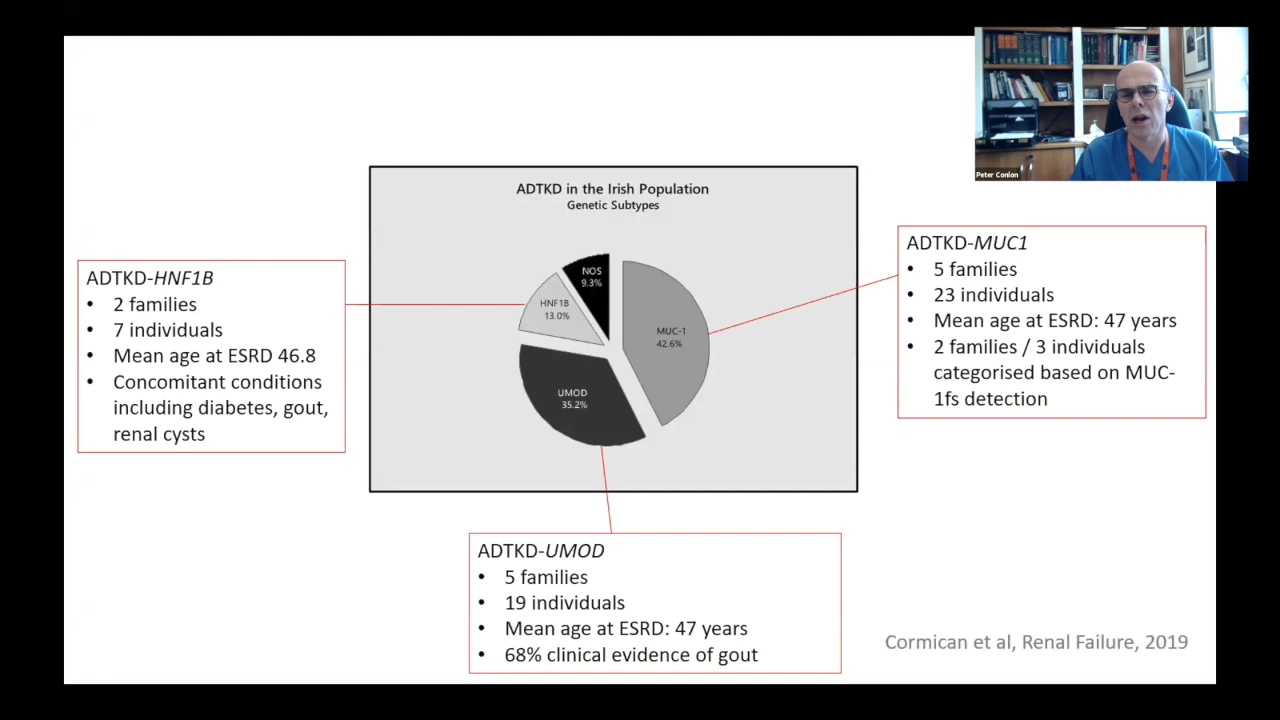 Peter Conlon
ADTKD in the Irish Population
Genetic Subtypes
NOS
9.3%
HNF1B
13.0%
MUC-1
42.6%
UMOD
35.2%
ADTKD-HNF1B
• 2 families
• 7 individuals
• Mean age at ESRD 46.8
• Concomitant conditions
including diabetes, gout,
renal cysts
ADTKD-MUC1
• 5 families
• 23 individuals
• Mean age at ESRD: 47 years
• 2 families / 3 individuals
categorised based on MUC-
1fs detection
ADTKD-UMOD
• 5 families
• 19 individuals
• Mean age at ESRD: 47 years
• 68% clinical evidence of gout
Cormican et al, Renal Failure, 2019